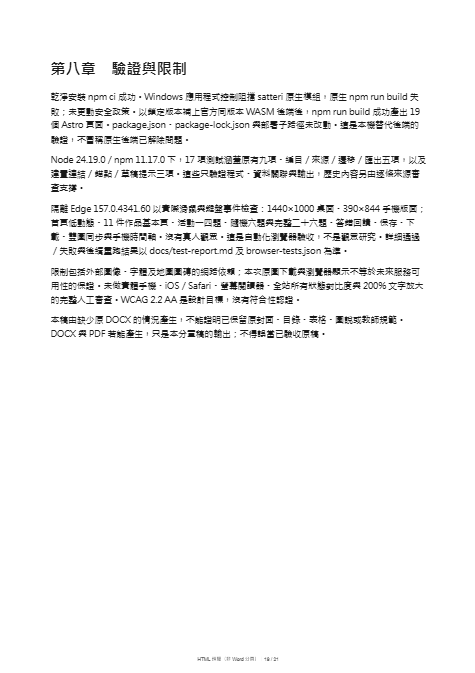 第八章　驗證與限制
乾淨安裝 npm ci 成功。Windows 應用程式控制阻擋 satteri 原生模組，原生 npm run build 失
敗；未更動安全政策。以鎖定版本補上官方同版本 WASM 後端後，npm run build 成功產出 19
個 Astro 頁面。package.json、package-lock.json 與部署子路徑未改動。這是本機替代後端的
驗證，不書稱原生後端已解除問題。
Node 24.19.0 / npm 11.17.0 下，17 項測試涵蓋原有九項、編目／來源／遷移／匯出五項，以及
建置連結／錨點／草稿提示三項。這些只驗證程式、資料關聯與輸出，歷史內容另由逐條來源審
查支撐。
隔離 Edge 157.0.4341.60 以實際滑鼠與鍵盤事件檢查：1440×1000 桌面、390×844 手機版面；
首頁低動態、11 件作品基本頁、活動一四題、隨機六題與完整二十六題、答錯回饋、保存、下
載、雙圖同步與手機時間軸。沒有真人觀眾。這是自動化瀏覽器驗收，不是觀眾研究。詳細通過
／失敗與後續重跑結果以 docs/test-report.md 及 browser-tests.json 為準。
限制包括外部圖像、字體及地圖圖磚的網路依賴；本次原圖下載與瀏覽器顯示不等於未來服務可
用性的保證。未做實體手機、iOS / Safari、螢幕閱讀器、全站所有狀態對比度與 200% 文字放大
的完整人工審查。WCAG 2.2 AA 是設計目標，沒有符合性認證。
本稿由缺少原 DOCX 的情況產生，不能證明已保留原封面、目錄、表格、圖說或教師規範。
DOCX 與 PDF 若能產生，只是本分軍稿的輸出；不得誤當已驗收原稿。
18 / 21